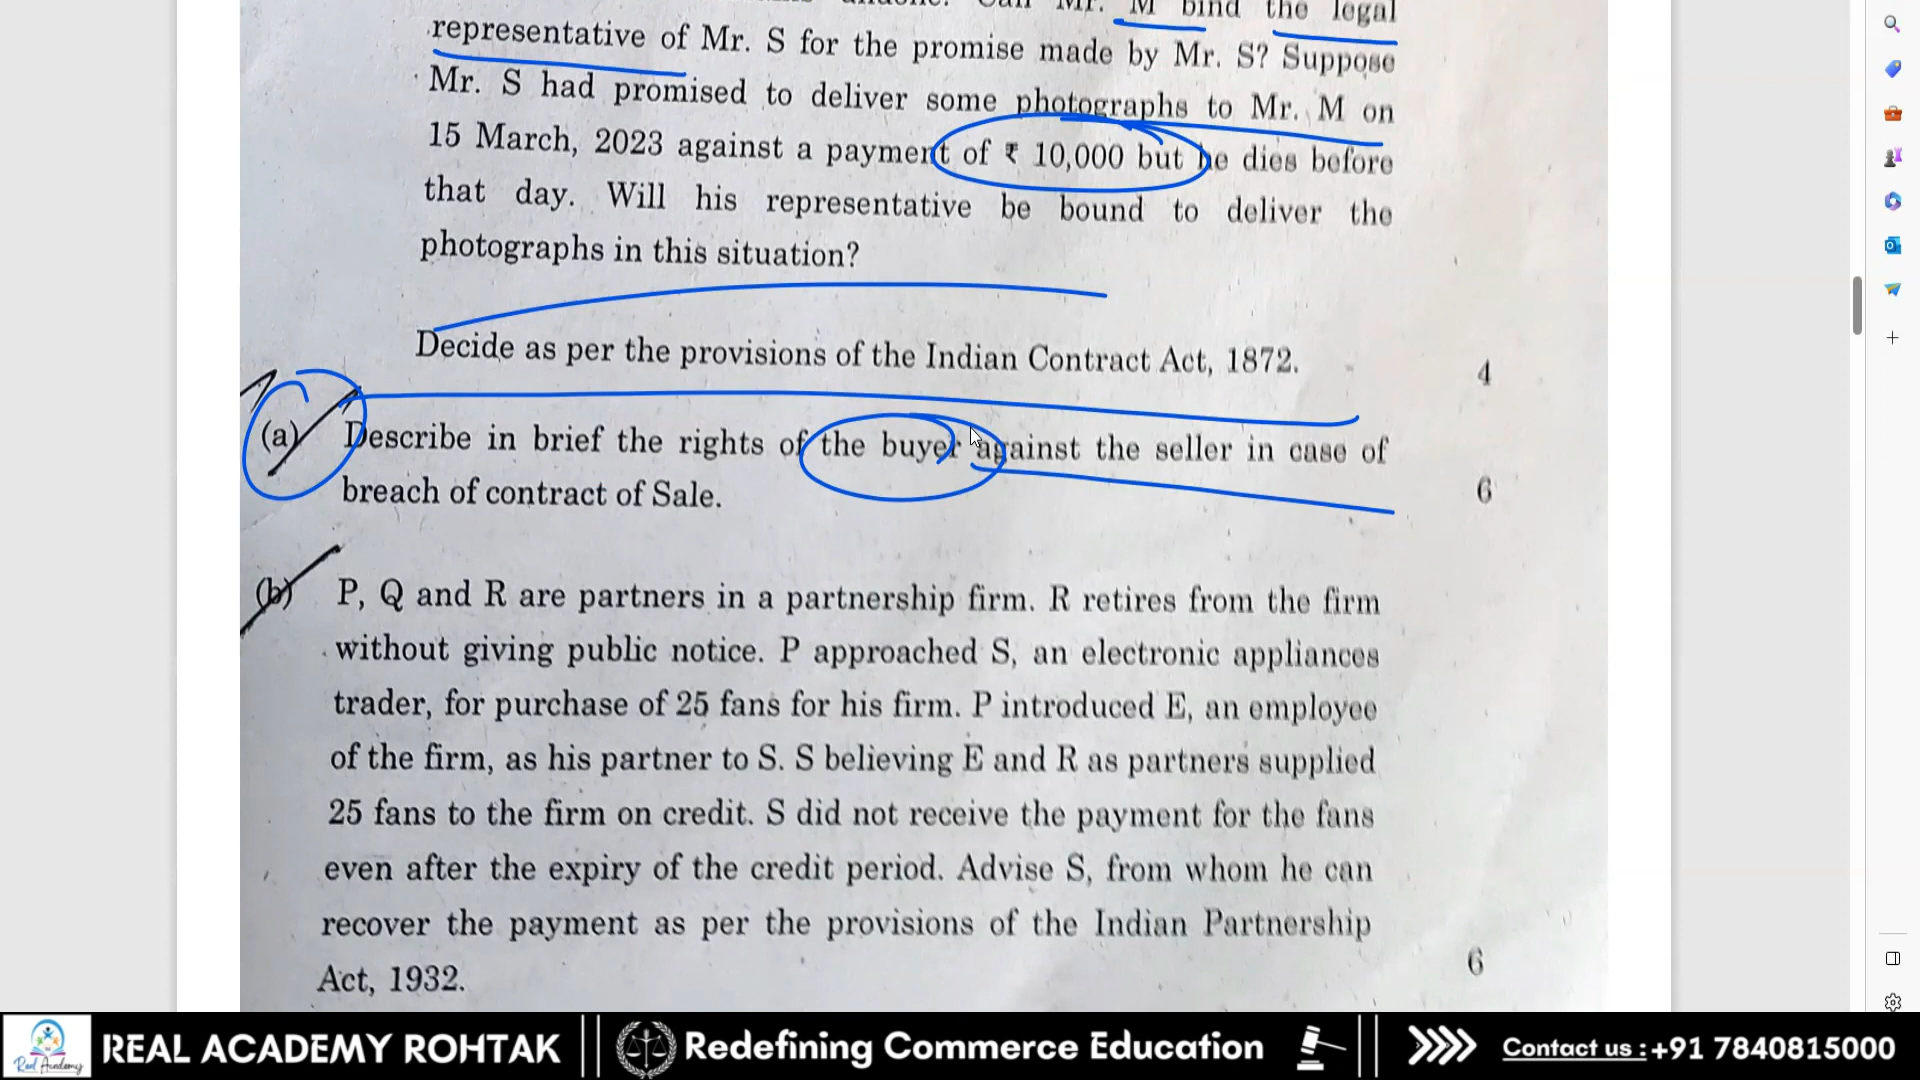 M bind the legal
representative of Mr. S for the promise made by Mr. S? Suppose
Mr. S had promised to deliver some photographs to Mr. M on
15 March, 2023 against a payment of ₹ 10,000 but he dies before
that day. Will his representative be bound to deliver the
photographs in this situation?
Decide as per the provisions of the Indian Contract Act, 1872. 4
(a) Describe in brief the rights of the buyer against the seller in case of
breach of contract of Sale. 6
(b) P, Q and R are partners in a partnership firm. R retires from the firm
without giving public notice. P approached S, an electronic appliances
trader, for purchase of 25 fans for his firm. P introduced E, an employee
of the firm, as his partner to S. S believing E and R as partners supplied
25 fans to the firm on credit. S did not receive the payment for the fans
even after the expiry of the credit period. Advise S, from whom he can
recover the payment as per the provisions of the Indian Partnership
Act, 1932. 6
Real Academy
REAL ACADEMY ROHTAK
Redefining Commerce Education
Contact us : +91 7840815000